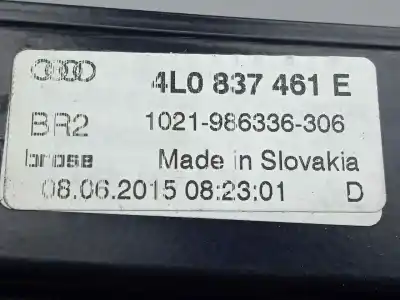 4L0 837 461 E
BR2 1021-986336-306
brose Made in Slovakia
08.06.2015 08:23:01 D